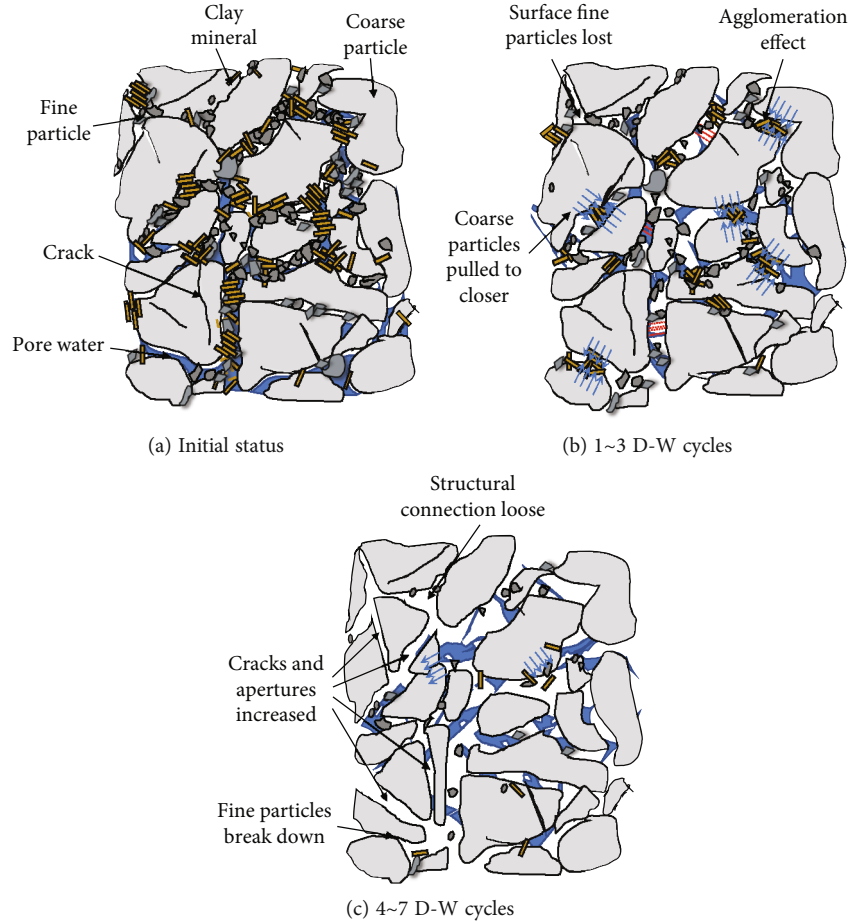 Clay
mineral
Coarse
particle
Fine
particle
Crack
Pore water
(a) Initial status
Surface fine
particles lost
Agglomeration
effect
Coarse
particles
pulled to
closer
(b) 1~3 D-W cycles
Structural
connection loose
Cracks and
apertures
increased
Fine particles
break down
(c) 4~7 D-W cycles